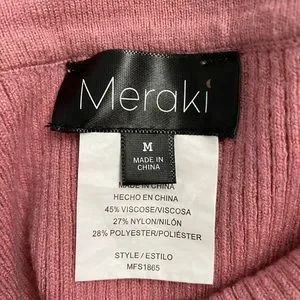 Meraki
M
MADE IN
CHINA
MADE IN CHINA
HECHO EN CHINA
45% VISCOSE/VISCOSA
27% NYLON/NILÓN
28% POLYESTER/POLIÉSTER
STYLE / ESTILO
MFS1865